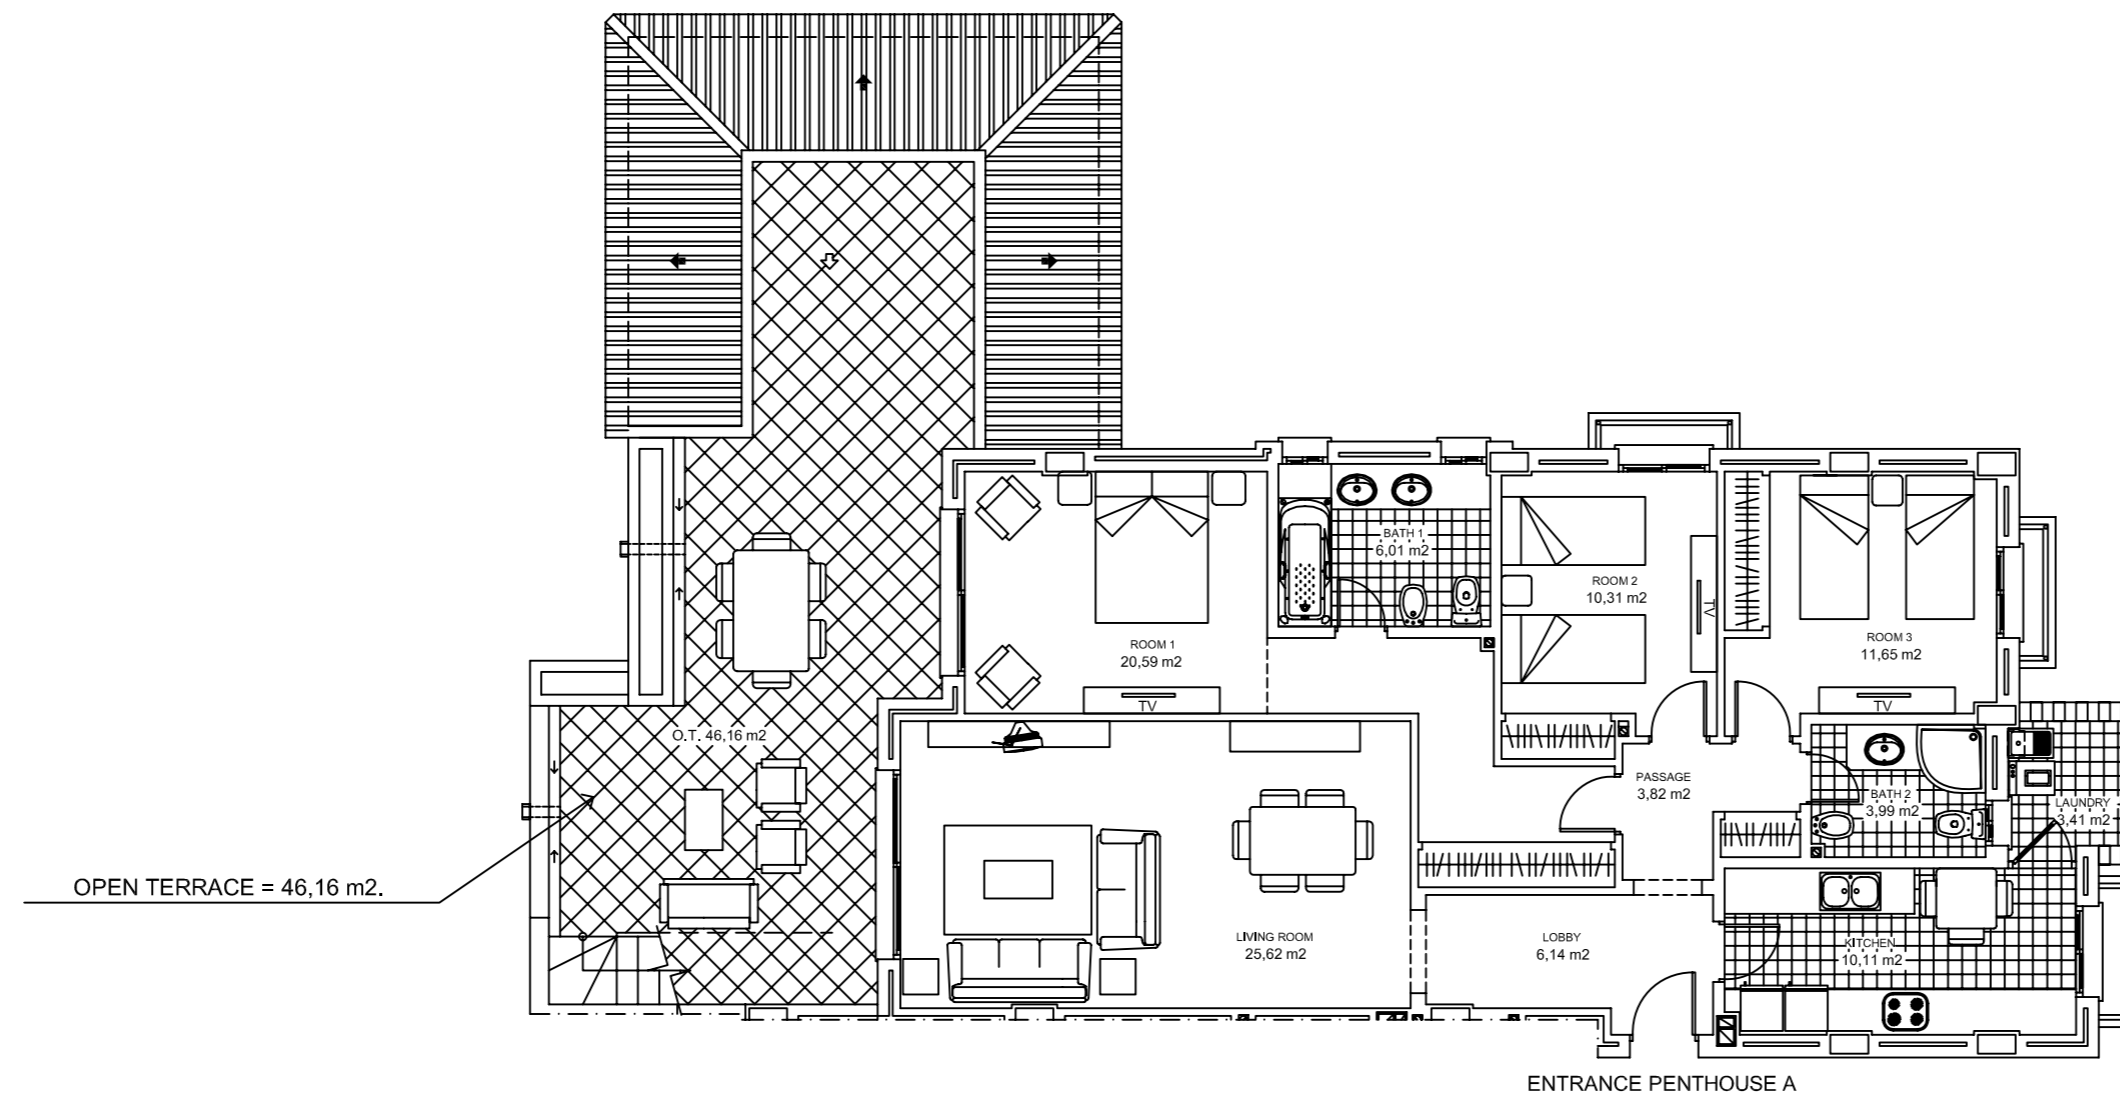 BATH 1
6,01 m2
ROOM 2
10,31 m2
TV
ROOM 1
20,59 m2
TV
ROOM 3
11,65 m2
TV
O.T. 46,16 m2
PASSAGE
3,82 m2
BATH 2
3,99 m2
LAUNDRY
3,41 m2
OPEN TERRACE = 46,16 m2.
LIVING ROOM
25,62 m2
LOBBY
6,14 m2
KITCHEN
10,11 m2
ENTRANCE PENTHOUSE A